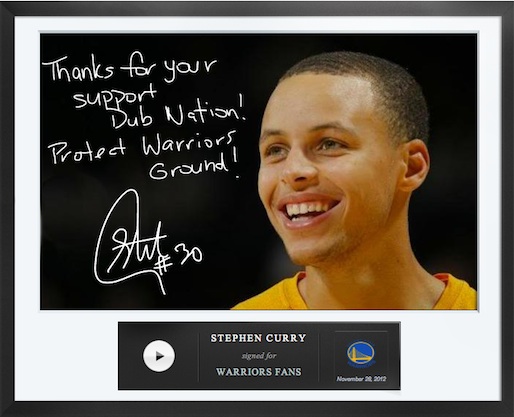 Thanks for your
support
Dub Nation!
Protect Warriors
Ground!
#30
STEPHEN CURRY
signed for
WARRIORS FANS
November 28, 2012